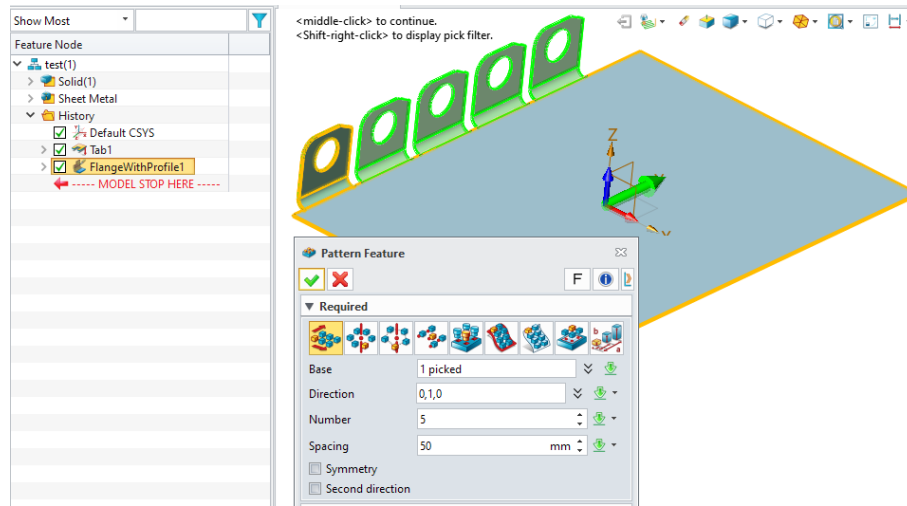 Show Most
Feature Node
test(1)
Solid(1)
Sheet Metal
History
Default CSYS
Tab1
FlangeWithProfile1
----- MODEL STOP HERE -----
<middle-click> to continue.
<Shift-right-click> to display pick filter.
Z
Pattern Feature
F
Required
b
a
Base
1 picked
Direction
0,1,0
Number
5
Spacing
50
mm
Symmetry
Second direction